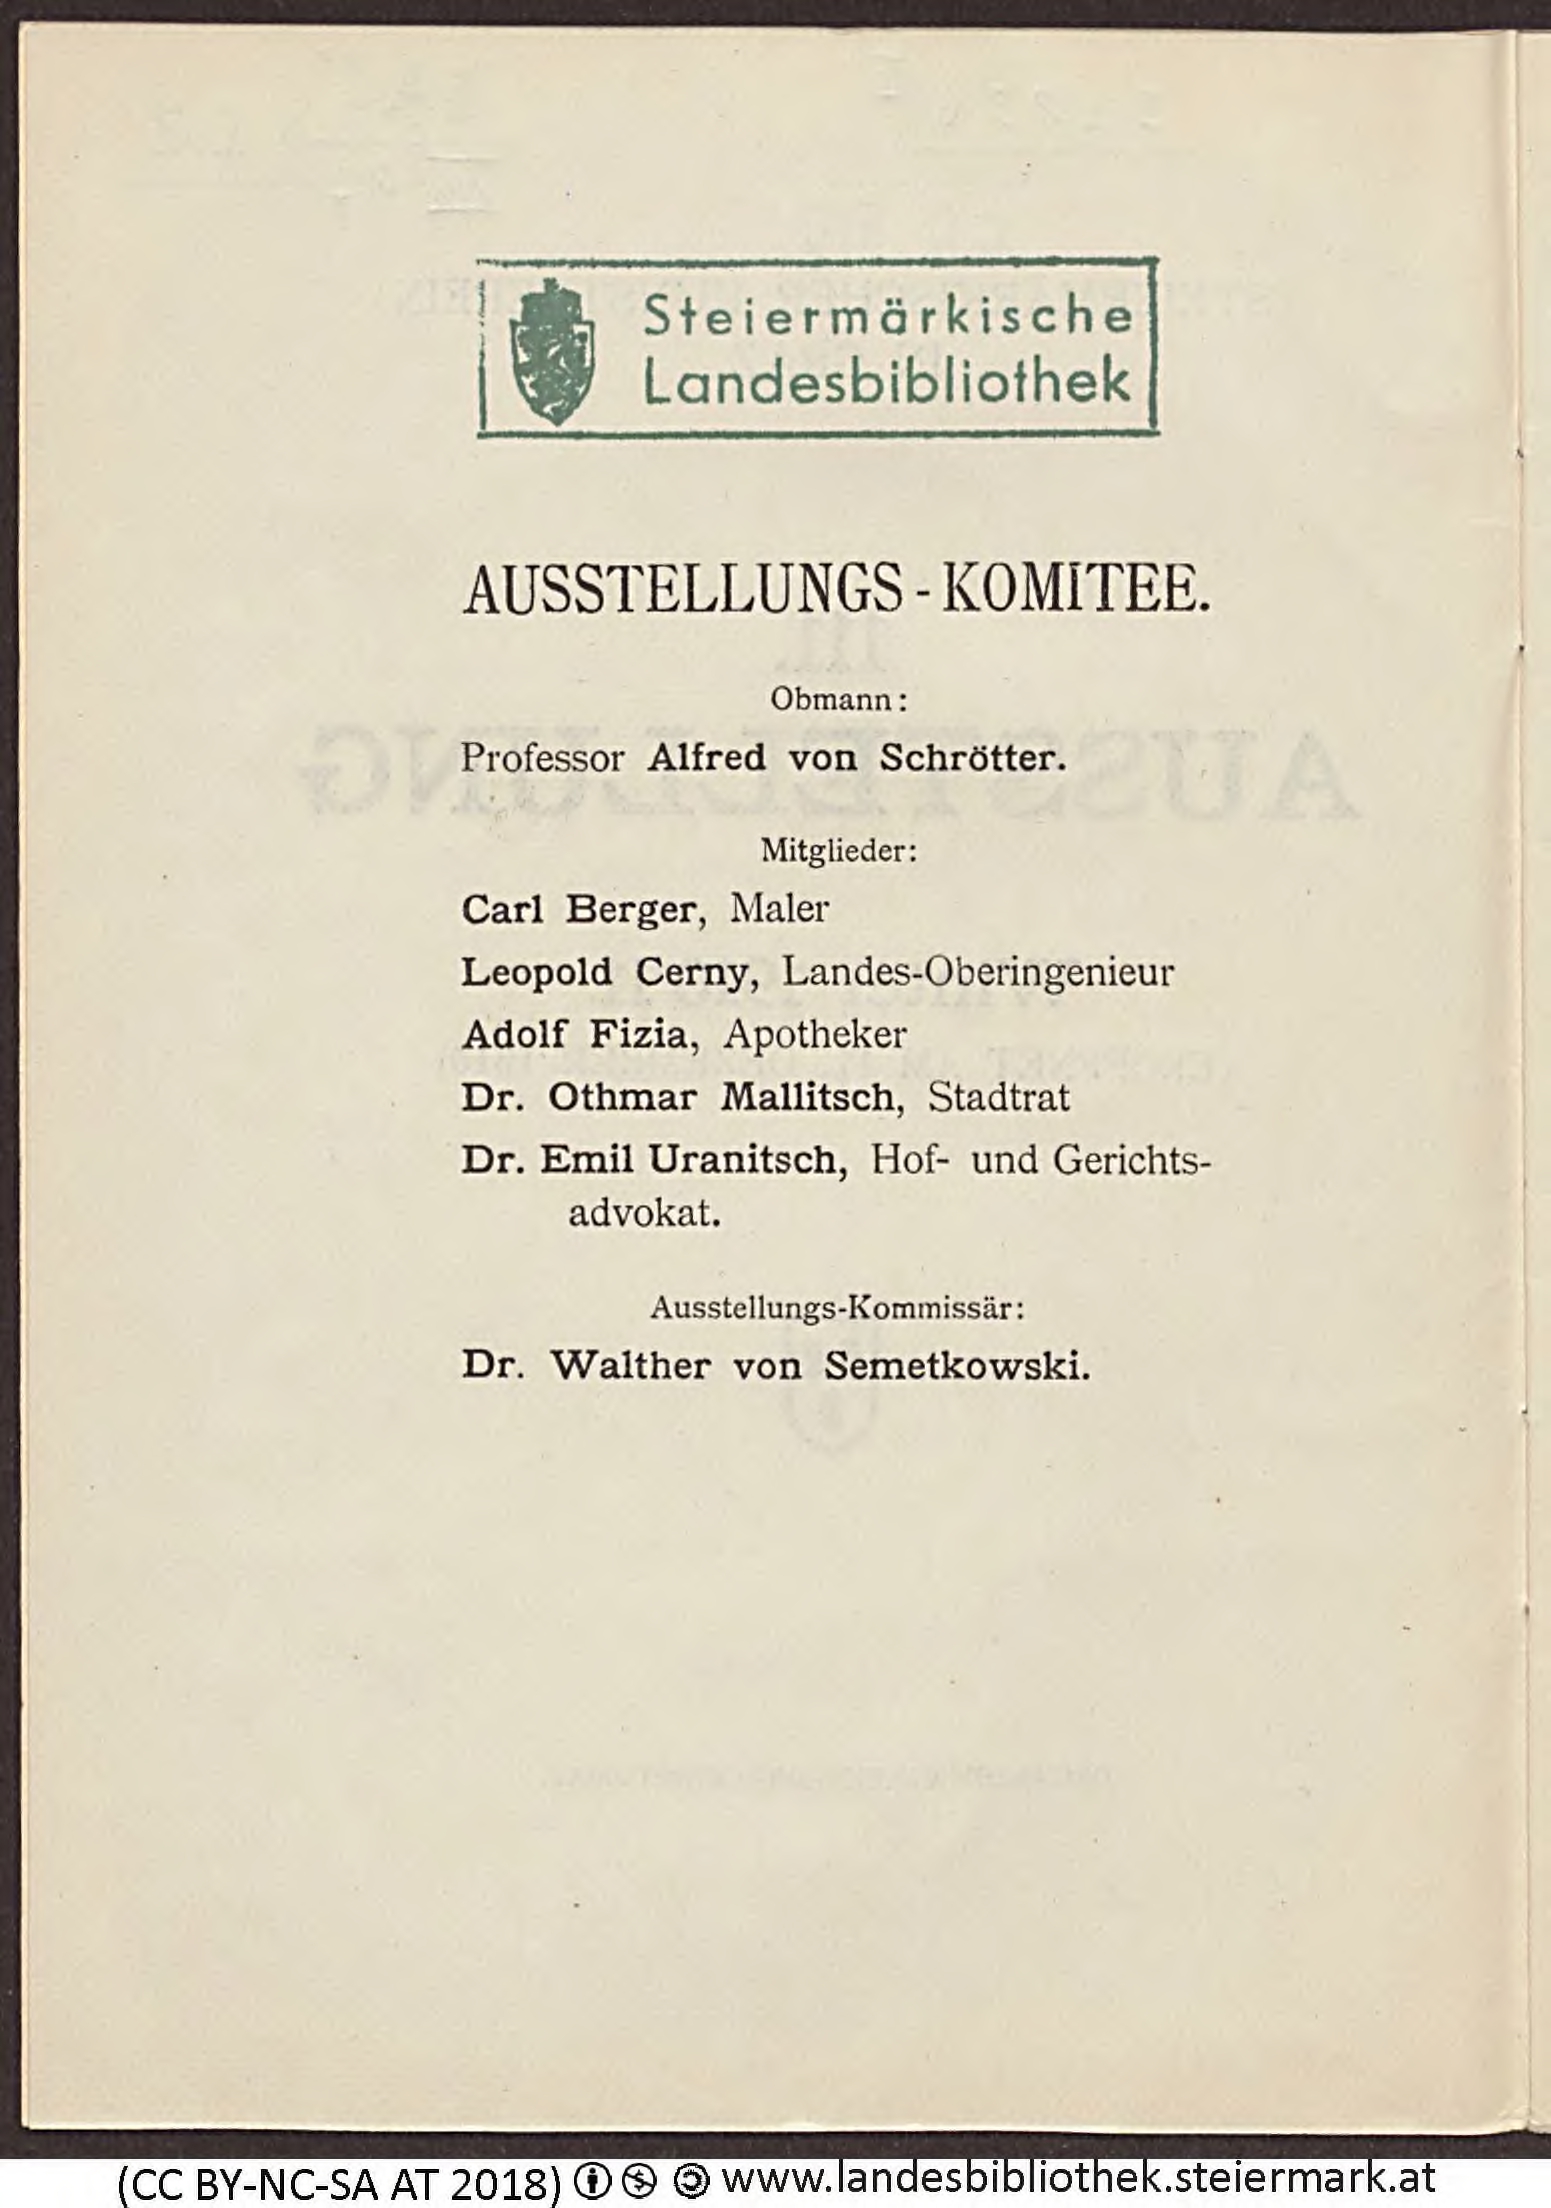 Steiermärkische
Landesbibliothek
AUSSTELLUNGS-KOMITEE.
Obmann:
Professor Alfred von Schrötter.
Mitglieder:
Carl Berger, Maler
Leopold Cerny, Landes-Oberingenieur
Adolf Fizia, Apotheker
Dr. Othmar Mallitsch, Stadtrat
Dr. Emil Uranitsch, Hof- und Gerichts-
advokat.
Ausstellungs-Kommissär:
Dr. Walther von Semetkowski.
(CC BY-NC-SA AT 2018) www.landesbibliothek.steiermark.at